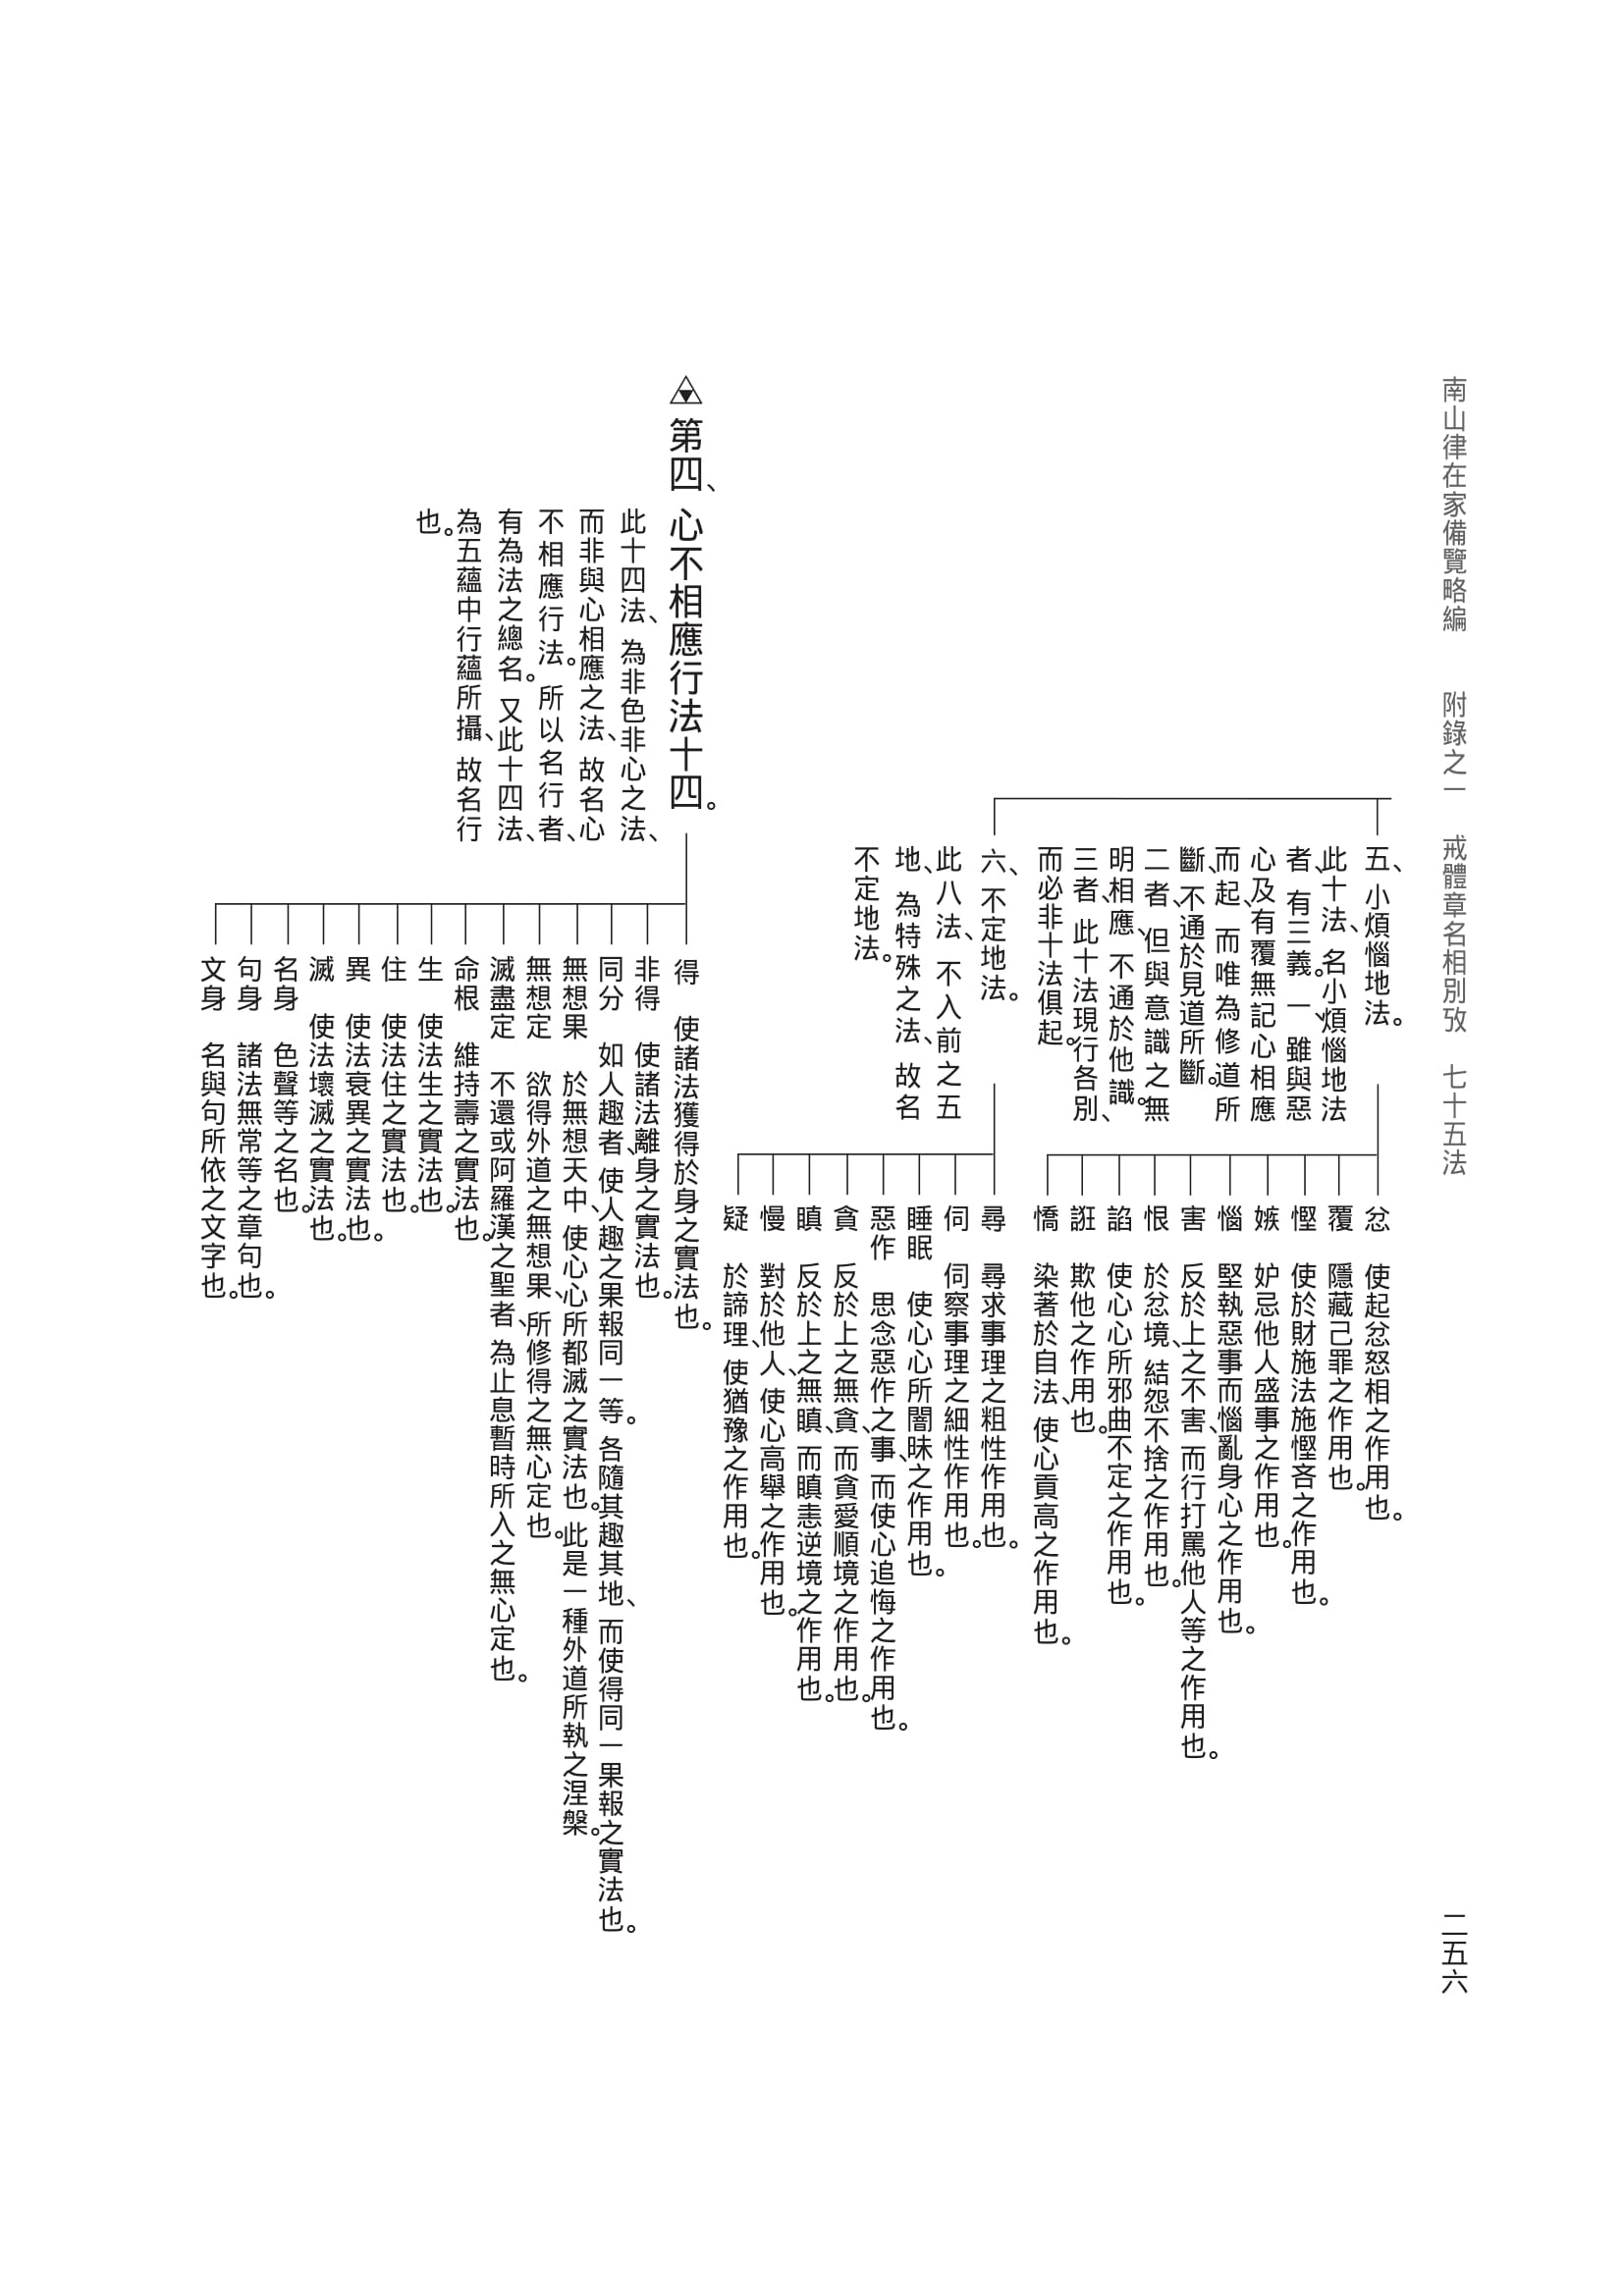 南山律在家備覽略編　附錄之一　戒體章名相別攷　七十五法
二五六
五、小煩惱地法。
此十法、名小煩惱地法
者、有三義。一、雖與惡
心及有覆無記心相應
而起、而唯為修道所
斷、不通於見道所斷。
二者、但與意識之無
明相應、不通於他識。
三者、此十法現行各別、
而必非十法俱起。
忿　使起忿怒相之作用也。
覆　隱藏己罪之作用也。
慳　使於財施法施慳吝之作用也。
嫉　妒忌他人盛事之作用也。
惱　堅執惡事而惱亂身心之作用也。
害　反於上之不害、而行打罵他人等之作用也。
恨　於忿境、結怨不捨之作用也。
諂　使心心所邪曲不定之作用也。
誑　欺他之作用也。
憍　染著於自法、使心貢高之作用也。
六、不定地法。
此八法、不入前之五
地、為特殊之法、故名
不定地法。
尋　尋求事理之粗性作用也。
伺　伺察事理之細性作用也。
睡眠　使心心所闇昧之作用也。
惡作　思念惡作之事、而使心追悔之作用也。
貪　反於上之無貪、而貪愛順境之作用也。
瞋　反於上之無瞋、而瞋恚逆境之作用也。
慢　對於他人、使心高舉之作用也。
疑　於諦理、使猶豫之作用也。
第四、心不相應行法十四。
此十四法、為非色非心之法、
而非與心相應之法、故名心
不相應行法。所以名行者、
有為法之總名。又此十四法、
為五蘊中行蘊所攝、故名行
也。
得　使諸法獲得於身之實法也。
非得　使諸法離身之實法也。
同分　如人趣者、使人趣之果報同一等。各隨其趣其地、而使得同一果報之實法也。
無想果　於無想天中、使心心所都滅之實法也。此是一種外道所執之涅槃。
無想定　欲得外道之無想果、所修得之無心定也。
滅盡定　不還或阿羅漢之聖者、為止息暫時所入之無心定也。
命根　維持壽之實法也。
生　使法生之實法也。
住　使法住之實法也。
異　使法衰異之實法也。
滅　使法壞滅之實法也。
名身　色聲等之名也。
句身　諸法無常等之章句也。
文身　名與句所依之文字也。